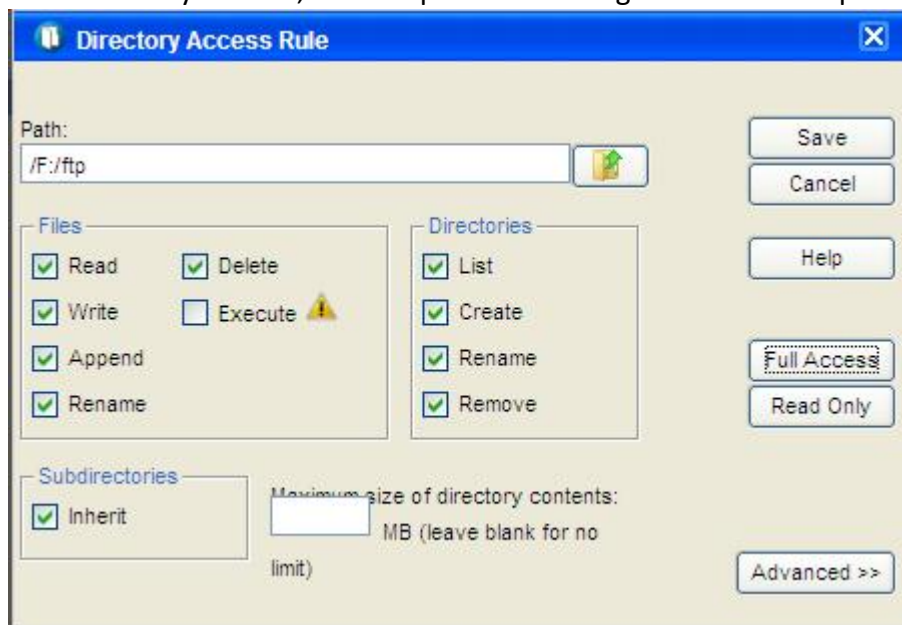 Directory Access Rule
Path:
/F:/ftp
Save
Cancel
Files
Directories
Help
Read
Delete
List
Write
Execute
Create
Append
Rename
Full Access
Rename
Remove
Read Only
Subdirectories
Inherit
Maximum size of directory contents:
MB (leave blank for no
limit)
Advanced >>